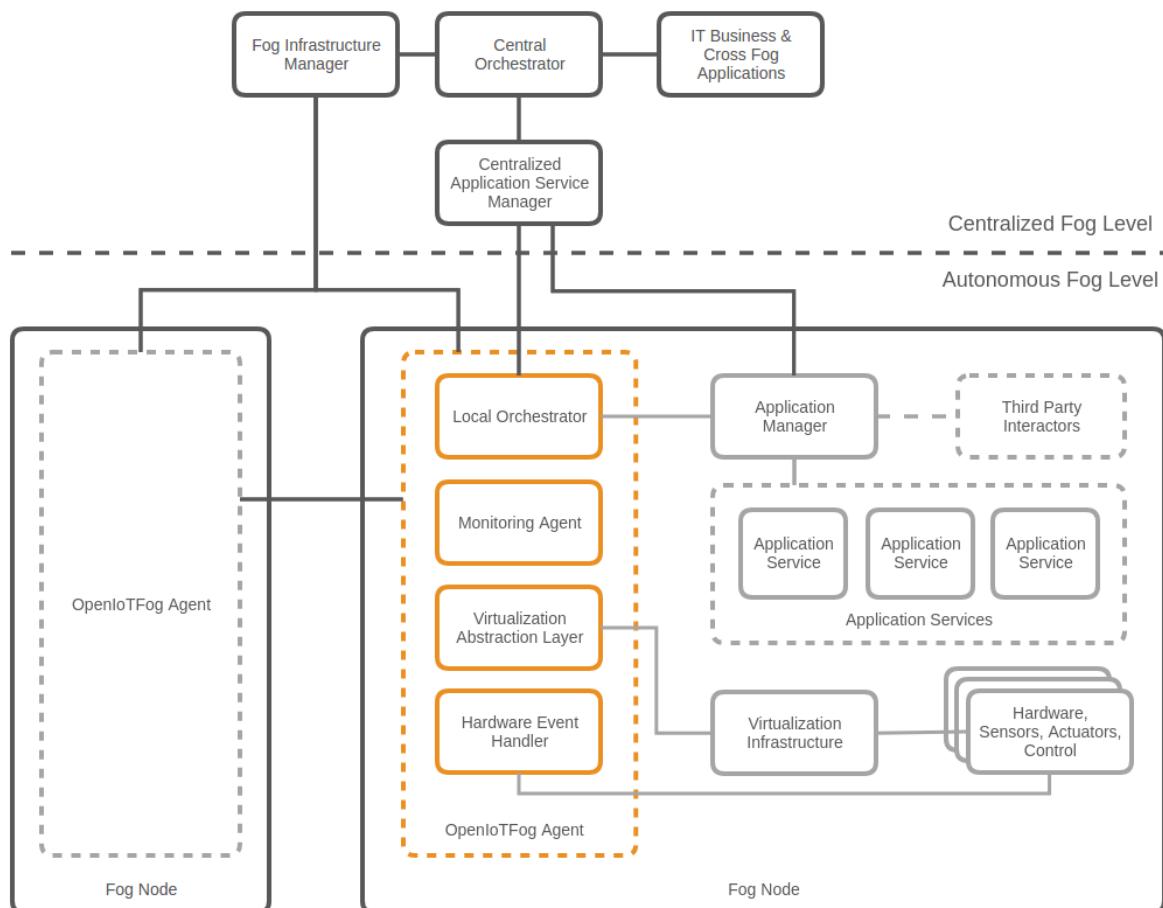 Fog Infrastructure
Manager
Central
Orchestrator
IT Business &
Cross Fog
Applications
Centralized
Application Service
Manager
Centralized Fog Level
Autonomous Fog Level
OpenIoTFog Agent
Fog Node
Local Orchestrator
Monitoring Agent
Virtualization
Abstraction Layer
Hardware Event
Handler
OpenIoTFog Agent
Application
Manager
Third Party
Interactors
Application
Service
Application
Service
Application
Service
Application Services
Virtualization
Infrastructure
Hardware,
Sensors, Actuators,
Control
Fog Node